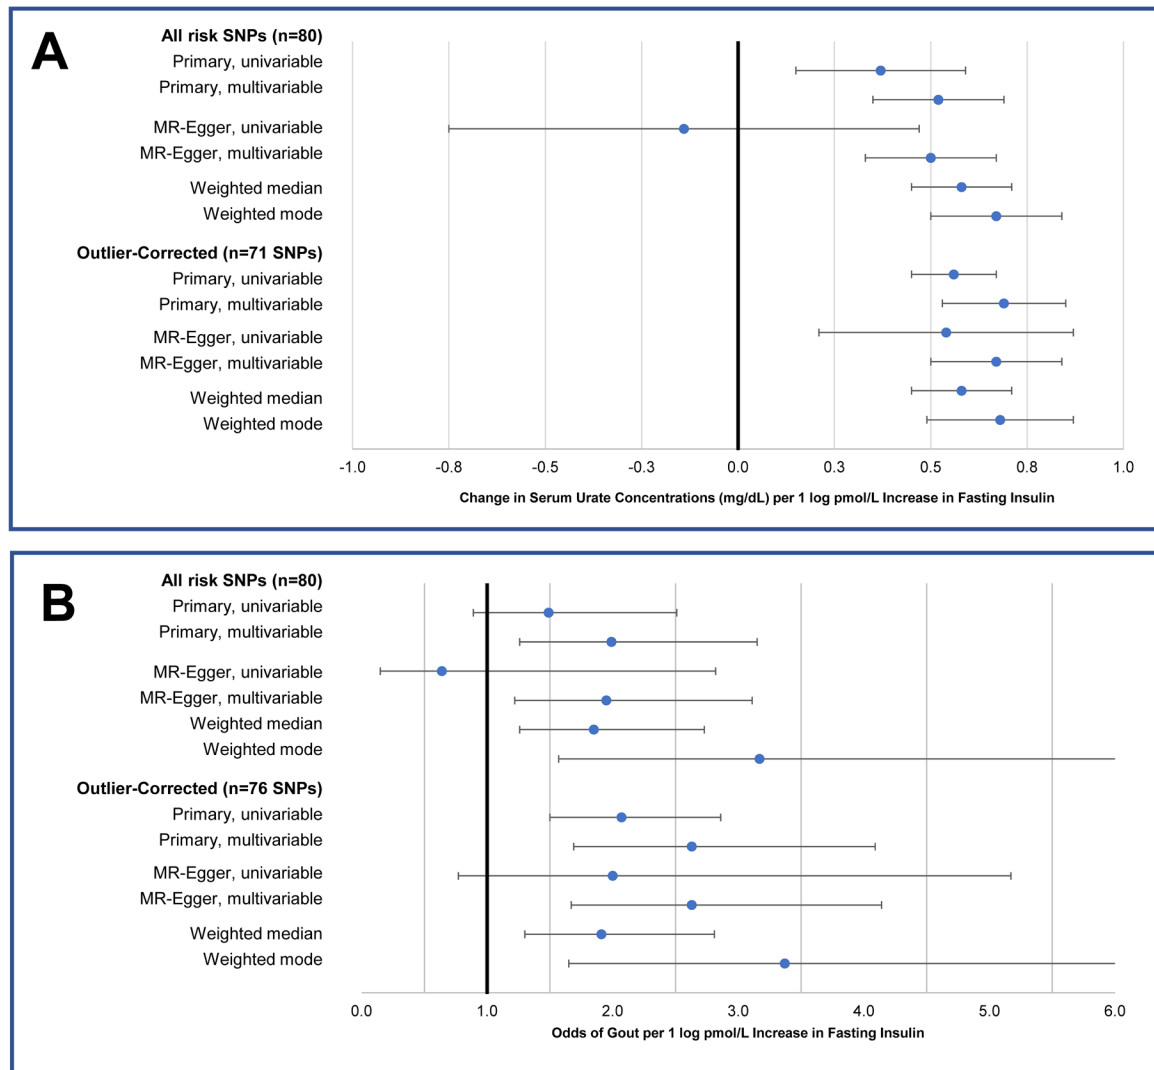 A
All risk SNPs (n=80)
Primary, univariable
Primary, multivariable
MR-Egger, univariable
MR-Egger, multivariable
Weighted median
Weighted mode
Outlier-Corrected (n=71 SNPs)
Primary, univariable
Primary, multivariable
MR-Egger, univariable
MR-Egger, multivariable
Weighted median
Weighted mode
-1.0 -0.8 -0.5 -0.3 0.0 0.3 0.5 0.8 1.0
Change in Serum Urate Concentrations (mg/dL) per 1 log pmol/L Increase in Fasting Insulin
B
All risk SNPs (n=80)
Primary, univariable
Primary, multivariable
MR-Egger, univariable
MR-Egger, multivariable
Weighted median
Weighted mode
Outlier-Corrected (n=76 SNPs)
Primary, univariable
Primary, multivariable
MR-Egger, univariable
MR-Egger, multivariable
Weighted median
Weighted mode
0.0 1.0 2.0 3.0 4.0 5.0 6.0
Odds of Gout per 1 log pmol/L Increase in Fasting Insulin